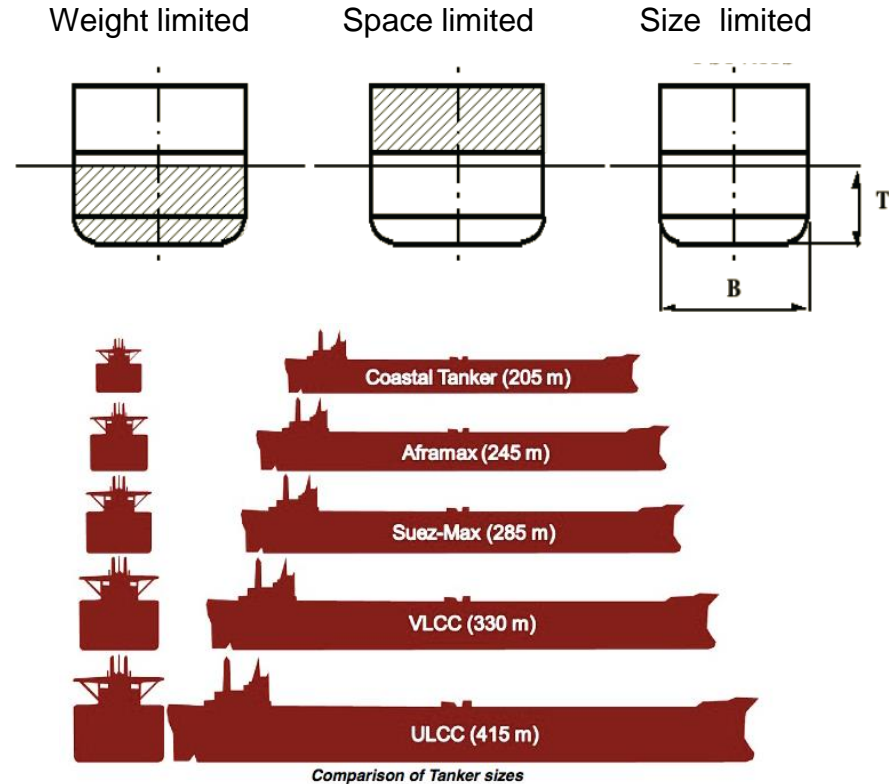 Weight limited Space limited Size limited
T
B
Coastal Tanker (205 m)
Aframax (245 m)
Suez-Max (285 m)
VLCC (330 m)
ULCC (415 m)
Comparison of Tanker sizes